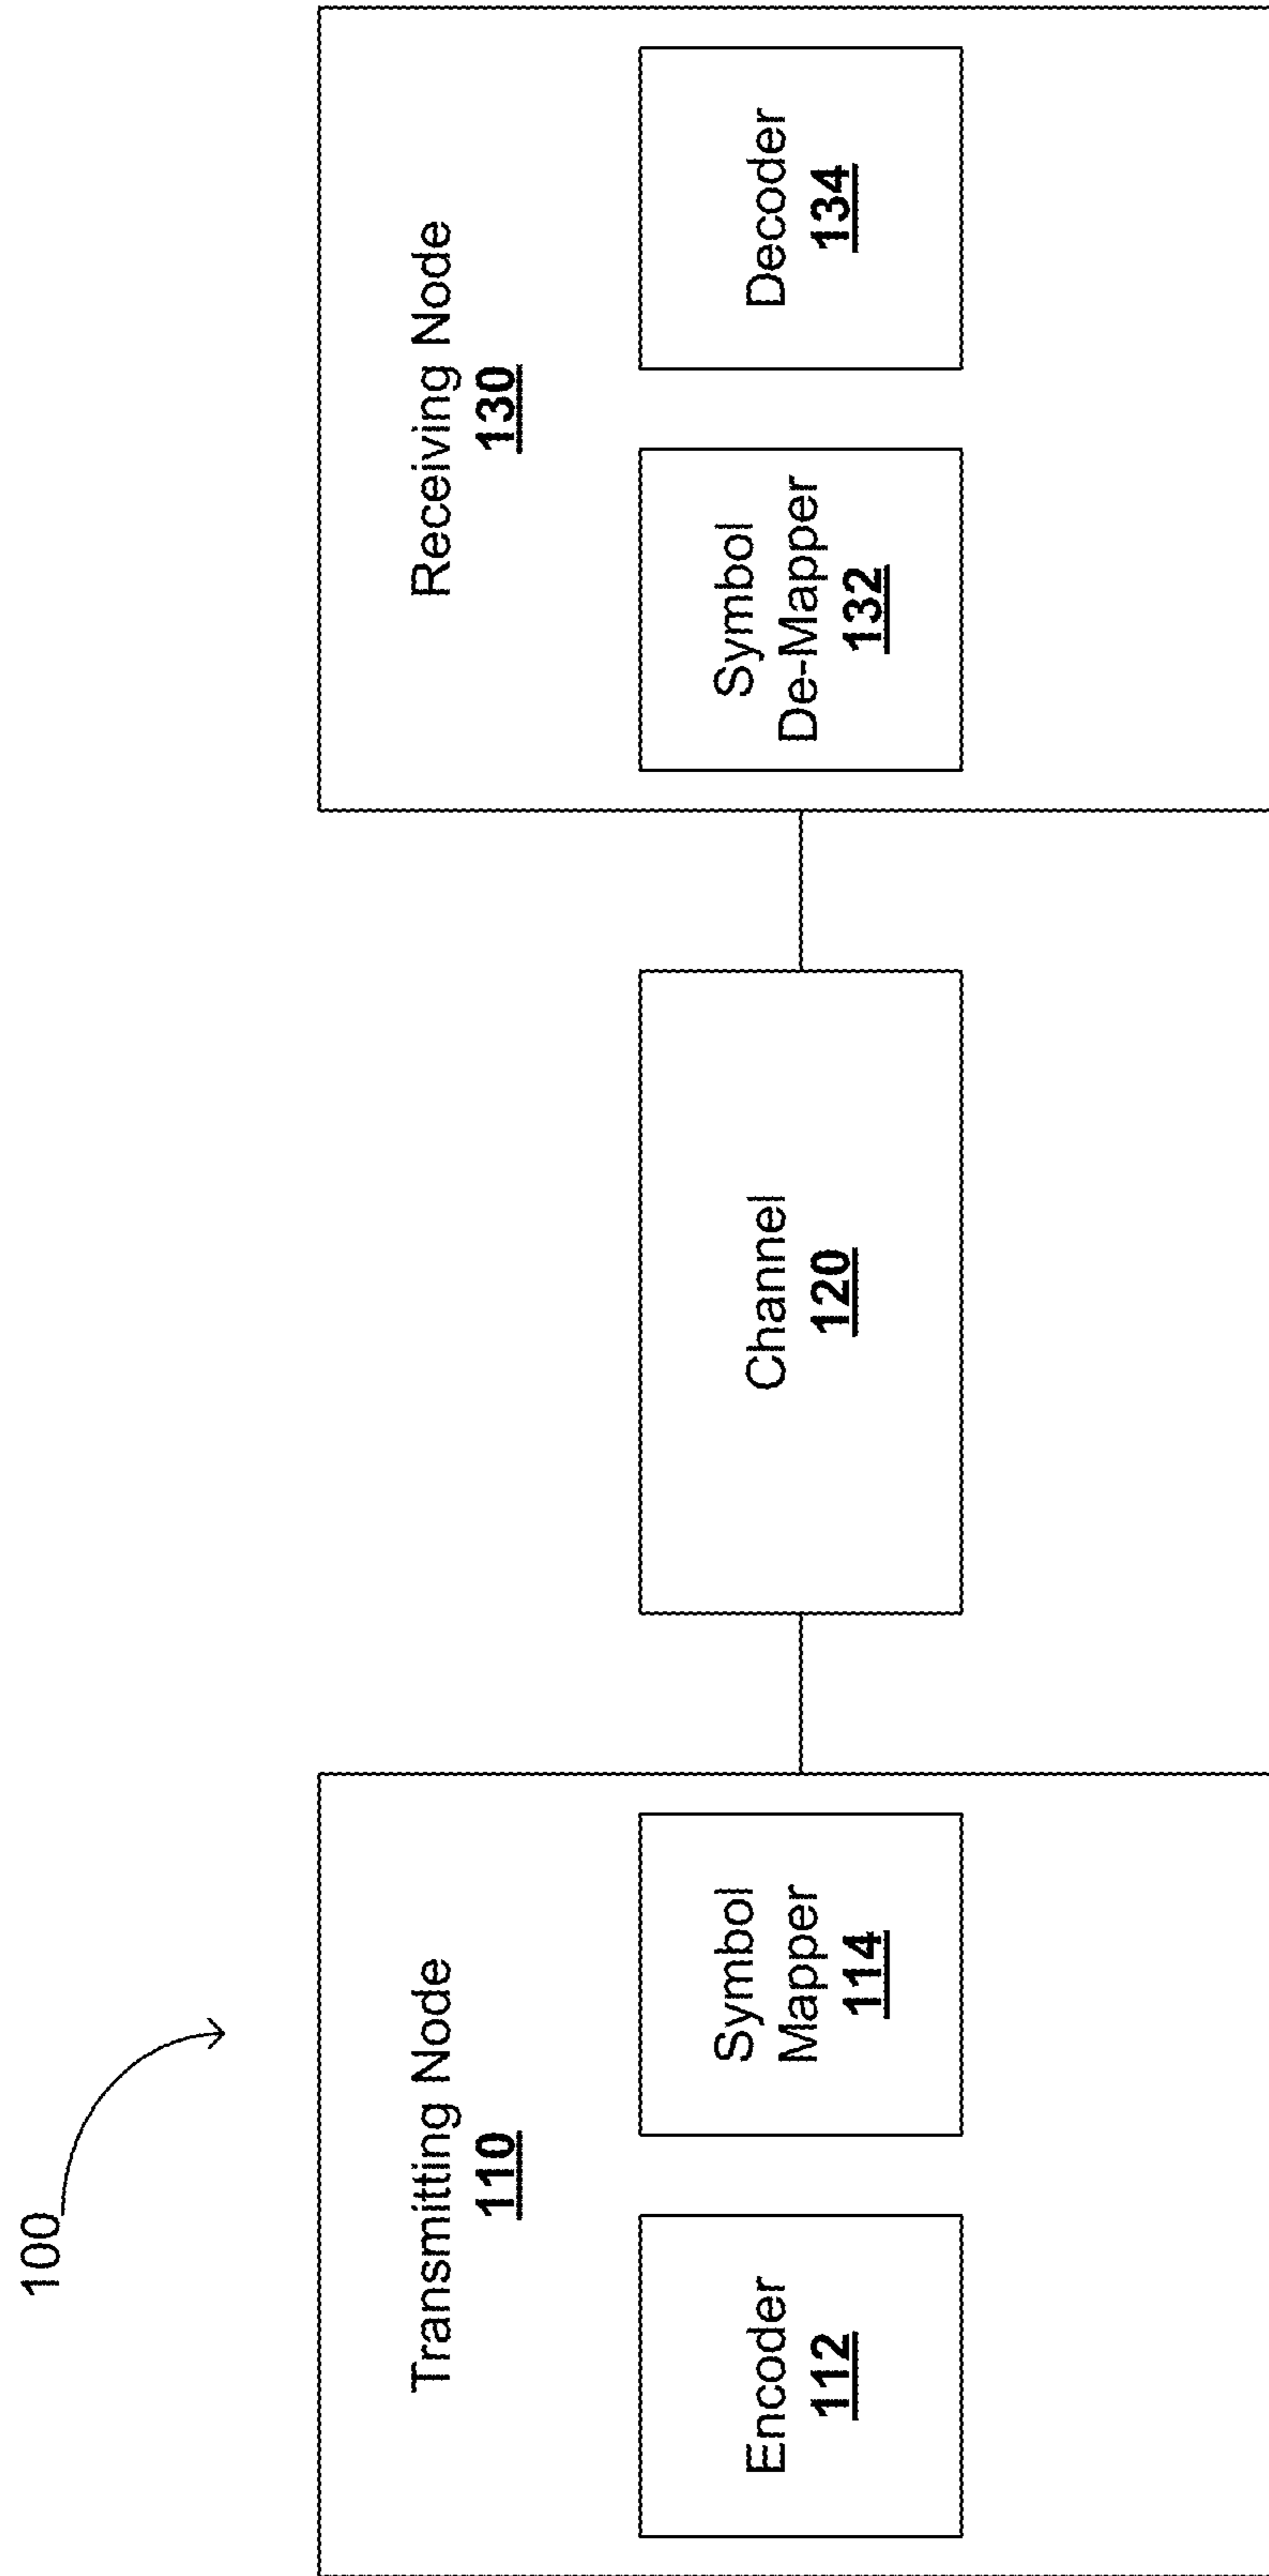 100
Transmitting Node
110
Encoder
112
Symbol
Mapper
114
Channel
120
Receiving Node
130
Symbol
De-Mapper
132
Decoder
134